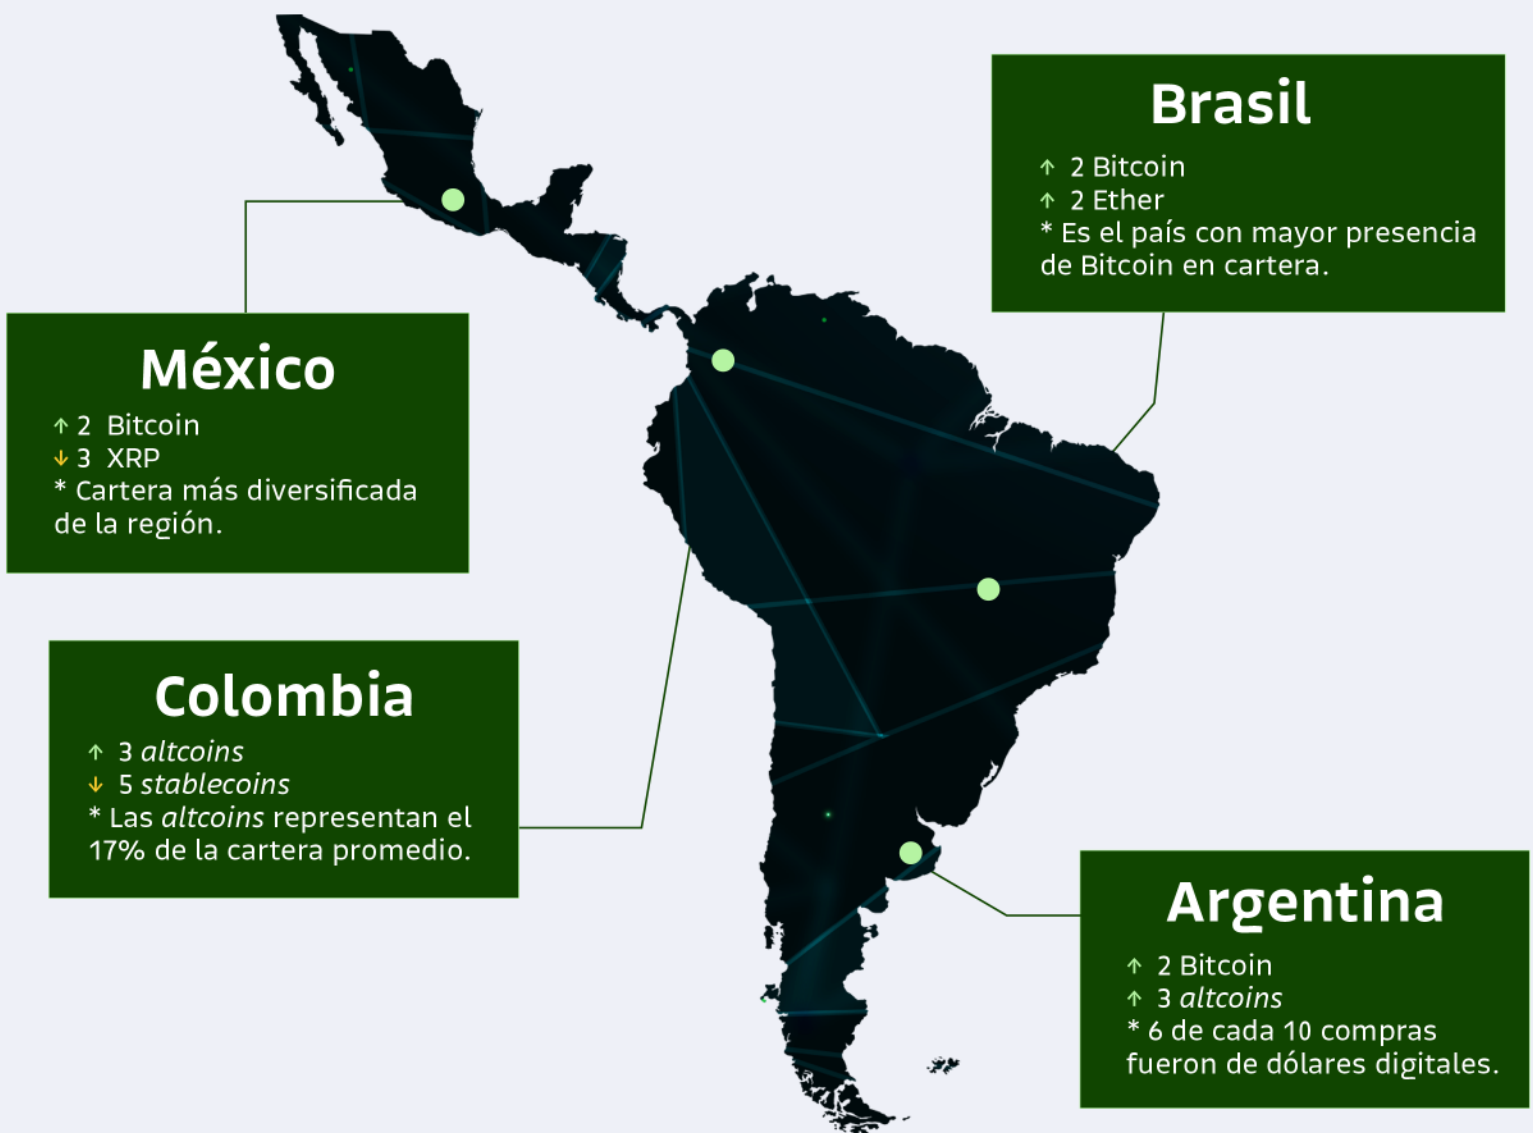 Brasil
↑ 2 Bitcoin
↑ 2 Ether
* Es el país con mayor presencia
de Bitcoin en cartera.
México
↑ 2 Bitcoin
↓ 3 XRP
* Cartera más diversificada
de la región.
Colombia
↑ 3 altcoins
↓ 5 stablecoins
* Las altcoins representan el
17% de la cartera promedio.
Argentina
↑ 2 Bitcoin
↑ 3 altcoins
* 6 de cada 10 compras
fueron de dólares digitales.